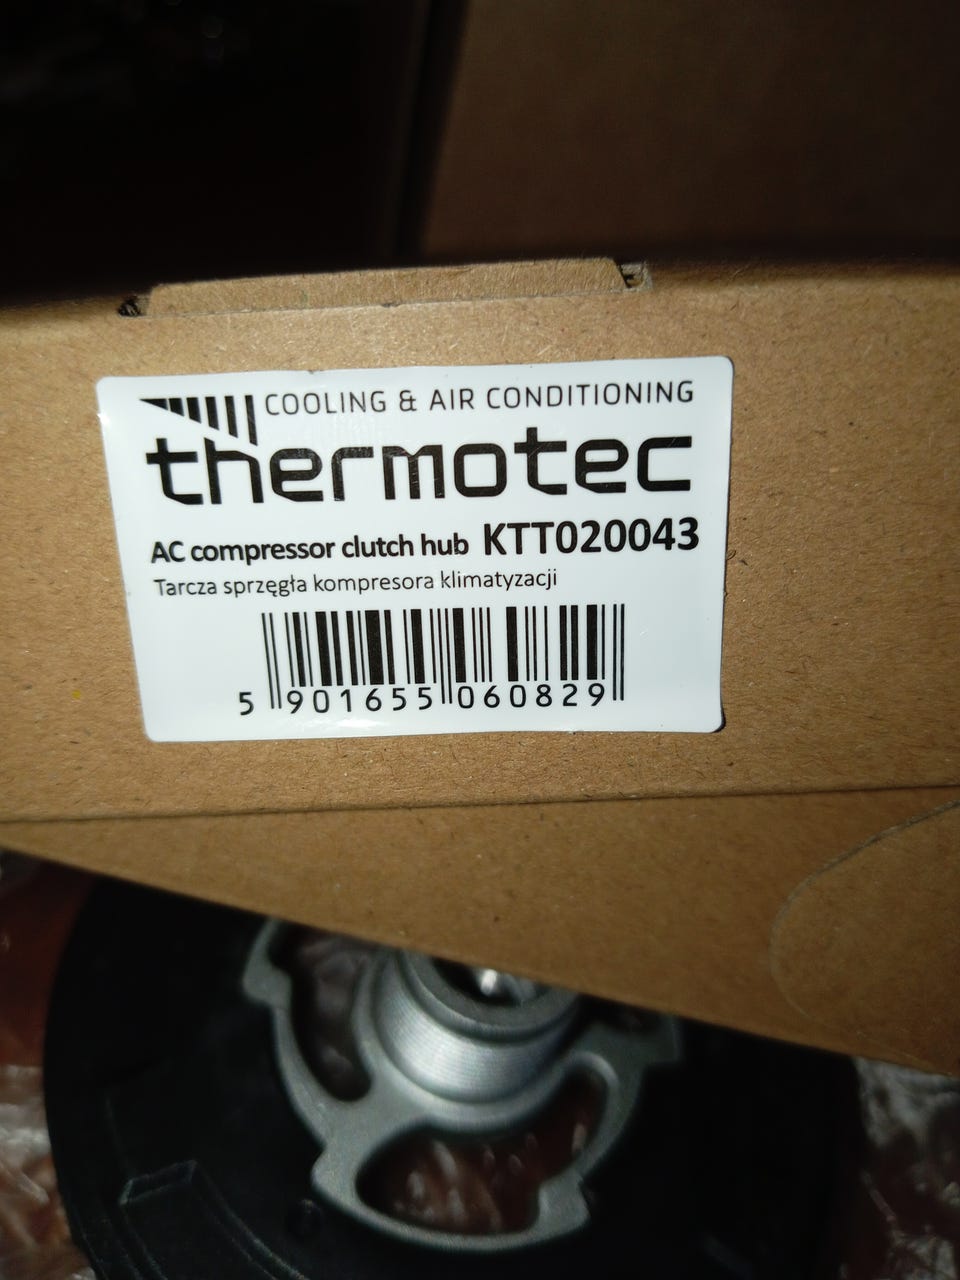 COOLING & AIR CONDITIONING
thermotec
AC compressor clutch hub KTT020043
Tarcza sprzęgła kompresora klimatyzacji
5 901655 060829